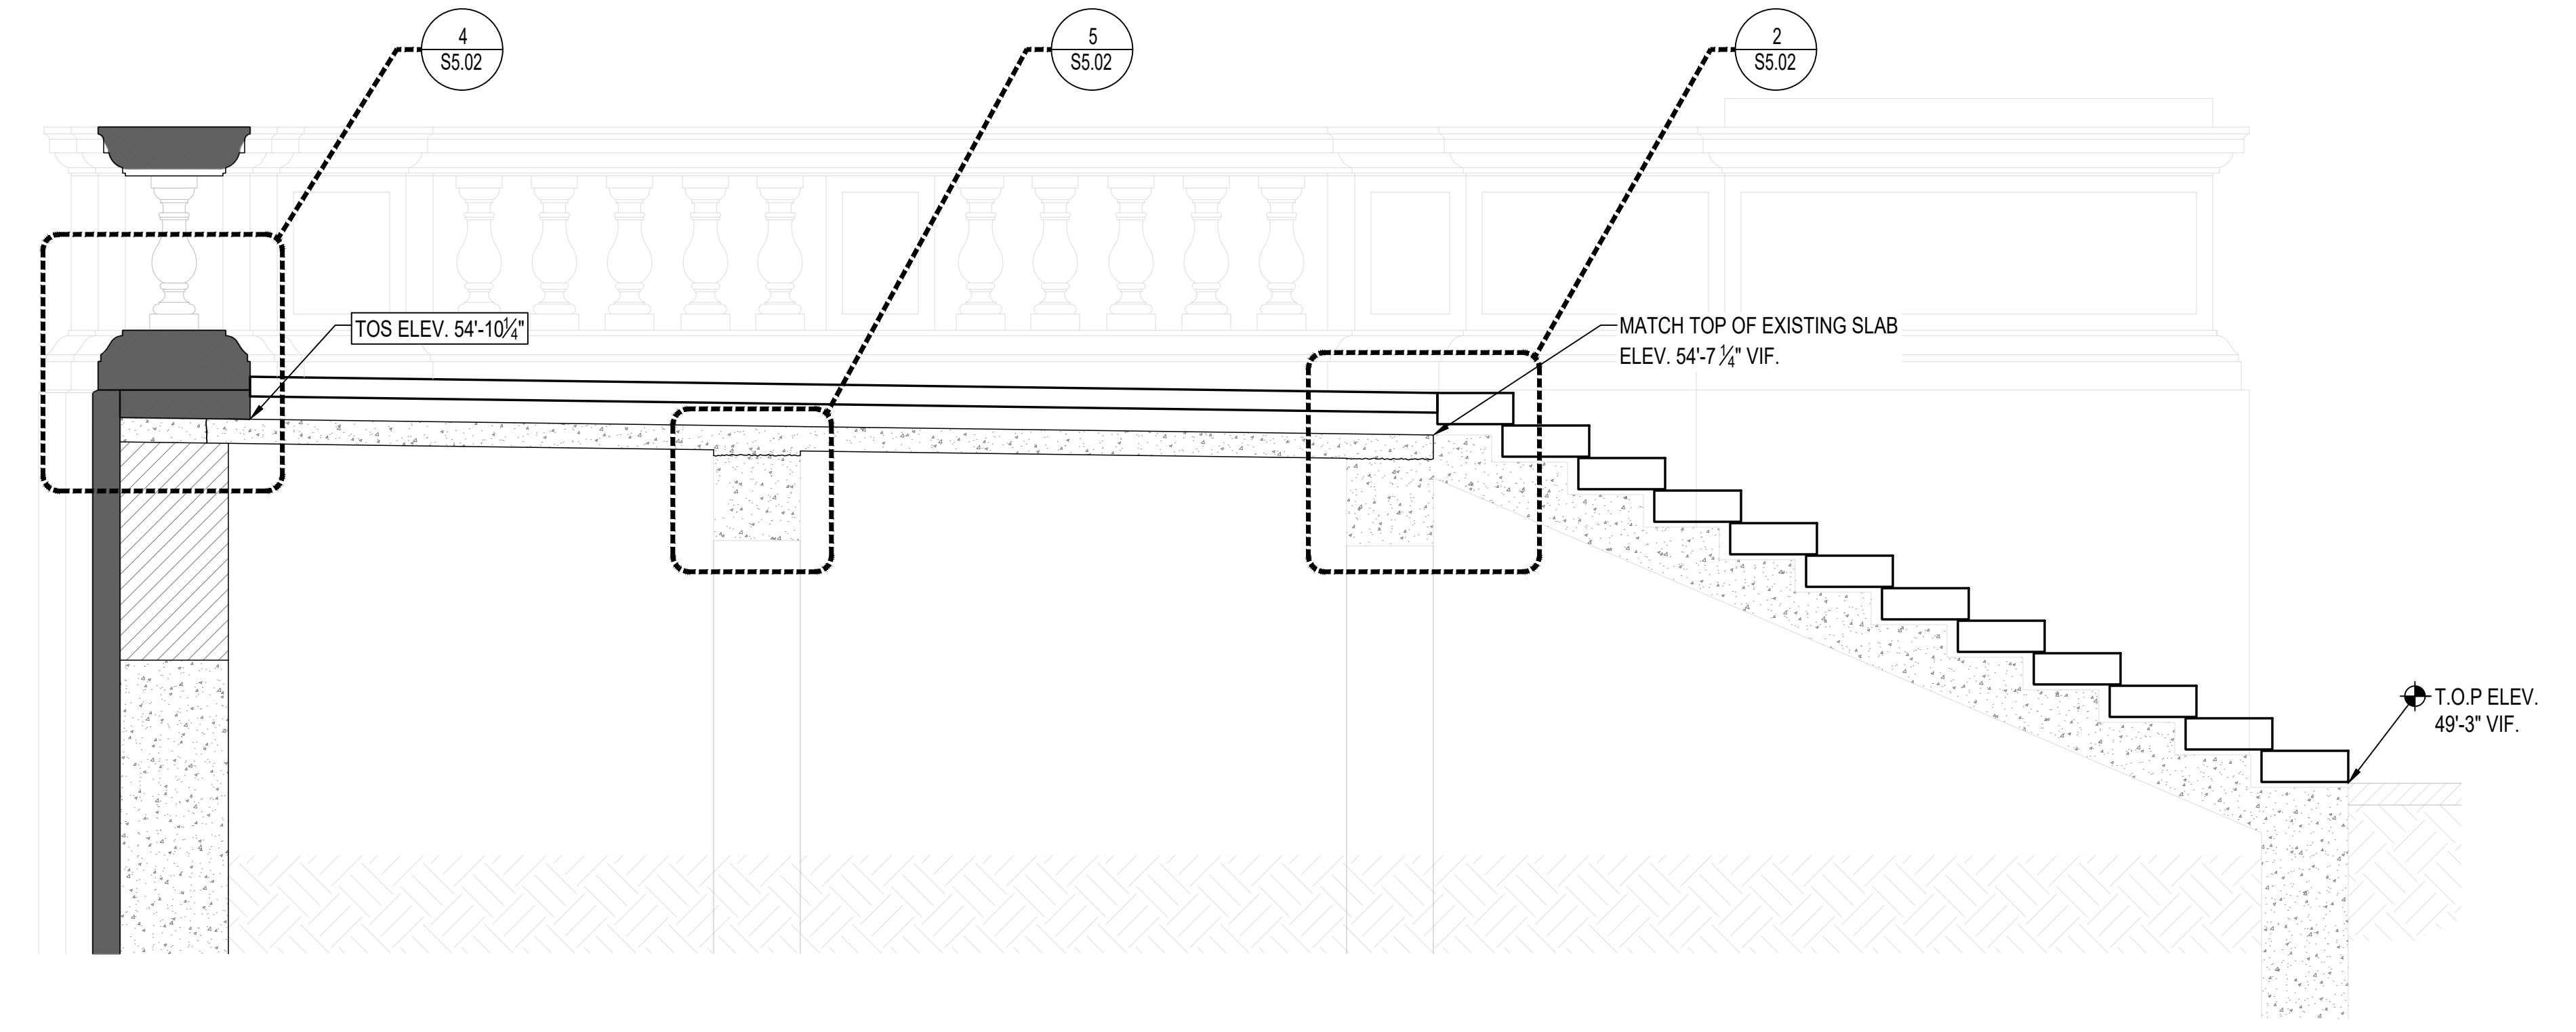 4
S5.02
5
S5.02
2
S5.02
TOS ELEV. 54'-10¼"
MATCH TOP OF EXISTING SLAB
ELEV. 54'-7 ¼" VIF.
T.O.P ELEV.
49'-3" VIF.